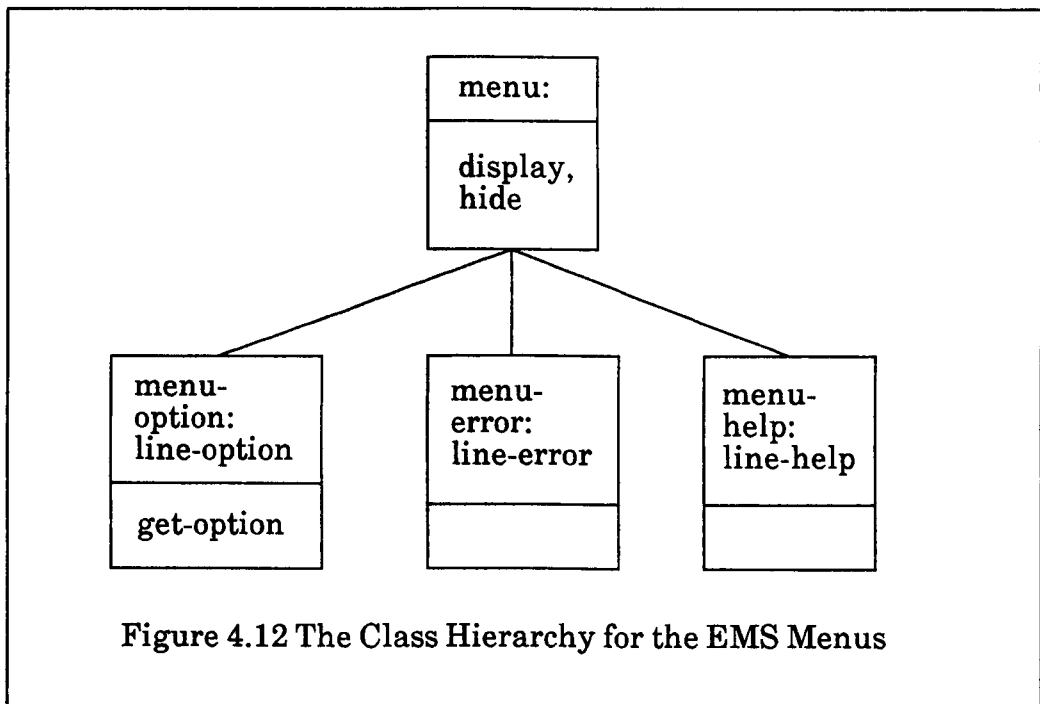 menu:
display,
hide
menu-
option:
line-option
get-option
menu-
error:
line-error
menu-
help:
line-help
Figure 4.12 The Class Hierarchy for the EMS Menus